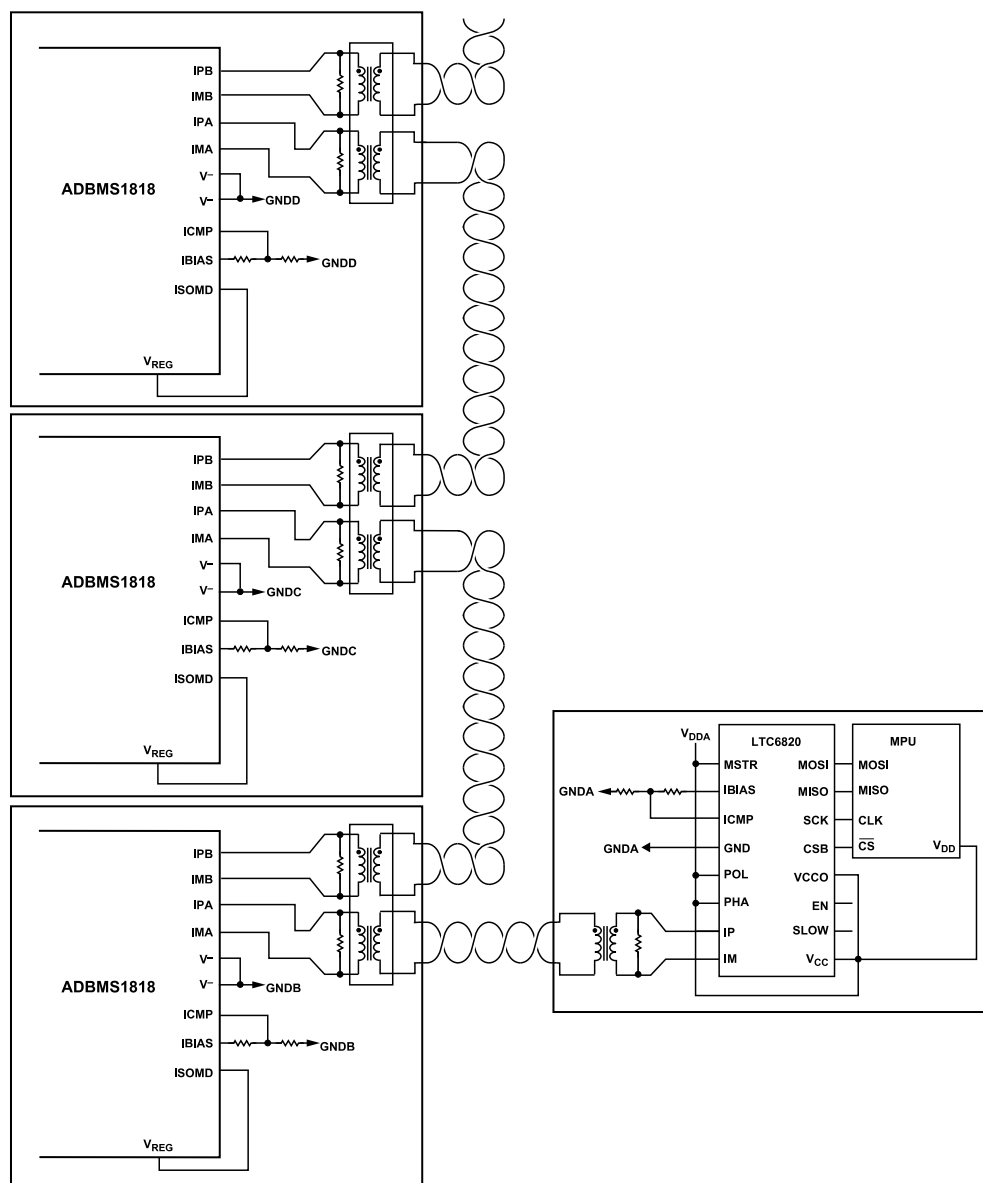 IPB
IMB
IPA
IMA
V–
V–
GNDD
ADBMS1818
ICMP
IBIAS
GNDD
ISOMD
VREG
IPB
IMB
IPA
IMA
V–
V–
GNDC
ADBMS1818
ICMP
IBIAS
GNDC
ISOMD
VREG
IPB
IMB
IPA
IMA
V–
V–
GNDB
ADBMS1818
ICMP
IBIAS
GNDB
ISOMD
VREG
VDDA
LTC6820
MPU
MSTR
MOSI
MOSI
GNDA
IBIAS
MISO
MISO
ICMP
SCK
CLK
GNDA
GND
CSB
CS
VDD
POL
VCCO
PHA
EN
IP
SLOW
IM
VCC